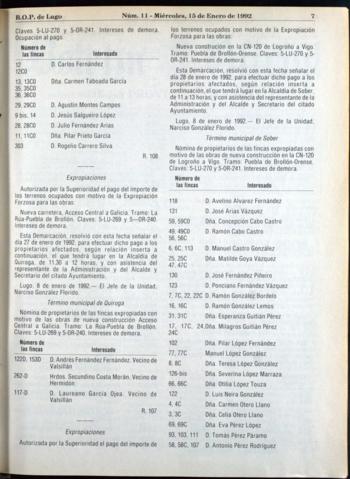 B.O.P. de Lugo
Núm. 11 - Miércoles, 15 de Enero de 1992
7
Claves: 5-LU-270 y 5-OR-241. Intereses de demora.
Ocupación al pago.
Número de las fincas
Interesado
12
D. Carlos Fernández
12C0
13, 13C0
Dña. Carmen Taboada García
35, 35C0
36, 36C0
29, 29C0
D. Agustín Montes Campes
9 bis, 14
D. Jesús Salgueiro López
28, 28C0
D. Julio Fernández Arias
11, 11C0
Dña. Pilar Prieto García
303
D. Rogelio Carrero Silva
R. 108
Expropiaciones
Autorizada por la Superioridad el pago del importe de
los terrenos ocupados con motivo de la Expropiación
Forzosa para las obras:
Nueva carretera, Acceso Central a Galicia. Tramo: La
Rúa-Puebla de Brollón. Claves: 5-LU-269 y 5-OR-240.
Intereses de demora.
Esta Demarcación, resolvió con esta fecha señalar el
día 27 de enero de 1992, para efectuar dicho pago a los
propietarios afectados, según relación inserta a
continuación, el que tendrá lugar en la Alcaldía de
Quiroga, de 11.36 a 12 horas, y con asistencia del
representante de la Administración y del Alcalde y
Secretario del citado Ayuntamiento.
Lugo, 8 de enero de 1992.— El Jefe de la Unidad,
Narciso González Florido.
Término municipal de Quiroga
Nómina de propietarios de las fincas expropiadas con
motivo de las obras de nueva construcción Acceso
Central a Galicia. Tramo: La Rúa-Puebla de Brollón.
Claves: 5-LU-269 y 5-OR-240. Intereses de demora.
Número de las fincas
Interesado
122D, 153D
D. Andrés Fernández Fernández. Vecino de
Valsillán
262-D
Hrdos. Secundino Costa Morán. Vecino de
Hermidón
117-D
D. Laureano García Ojea. Vecino de
Valsillán
R. 107
Expropiaciones
Autorizada por la Superioridad el pago del importe de
los terrenos ocupados con motivo de la Expropiación
Forzosa para las obras:
Nueva construcción en la CN-120 de Logroño a Vigo.
Tramo: Puebla de Brollón-Orense. Claves: 5-LU-270 y
5-OR-241. Intereses de demora.
Esta Demarcación, resolvió con esta fecha señalar el
día 28 de enero de 1992, para efectuar dicho pago a los
propietarios afectados, según relación inserta a
continuación, el que tendrá lugar en la Alcaldía de Sober,
de 11 a 13 horas, y con asistencia del representante de la
Administración y del Alcalde y Secretario del citado
Ayuntamiento.
Lugo, 8 de enero de 1992.— El Jefe de la Unidad,
Narciso González Florido.
Término municipal de Sober
Nómina de propietarios de las fincas expropiadas con
motivo de las obras de nueva construcción en la CN-120
de Logroño a Vigo. Tramo: Puebla de Brollón-Orense.
Claves: 5-LU-270 y 5-OR-241. Intereses de demora.
Número de las fincas
Interesado
118
D. Avelino Álvarez Fernández
131
D. José Arias Vázquez
59, 59C0
Dña. Concepción Cabo Castro
49, 49C0
D. Ramón Cabo Castro
56, 56C
6, 6C, 113
D. Manuel Castro González
25, 25C
Dña. Matilde Goya Vázquez
47, 47C
130
D. José Fernández Piñeiro
123
D. Ponciano Fernández Vázquez
7, 7C, 22, 22C
D. Ramón González Bordelo
16, 16C
D. Ramón González Lemos
31, 31C
Dña. Esperanza Guitián Pérez
17, 17C, 24,
Dña. Milagros Guitián Pérez
24C
102
Dña. Pilar López Fernández
77, 77C
Manuel López González
8, 8C
Dña. Teresa López González
126-bis
Dña. Severina López Marraza
66, 66C
Dña. Otilia López Touza
122
D. Luis Neira González
4, 4C
Dña. Carmen Otero Llano
3, 3C
Dña. Celia Otero Llano
69, 69C
Dña. Eva Pérez López
93, 103, 111
D. Tomás Pérez Páramo
58, 58C, 107
D. Antonio Pérez Rodríguez